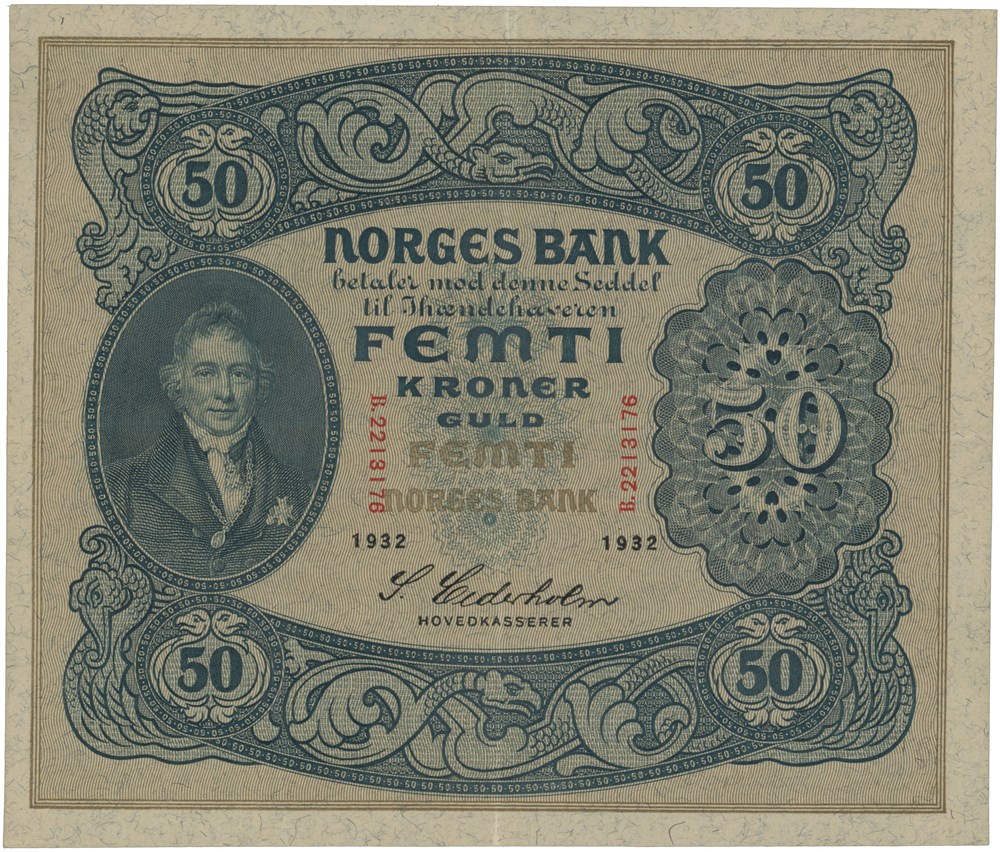 50
50
NORGES BANK
betaler mod denne Seddel
til Ihændehaveren
FEMTI
KRONER
GULD
50
FEMTI
NORGES BANK
B.2213176
B.2213176
1932
1932
S. Cederholm
HOVEDKASSERER
50
50